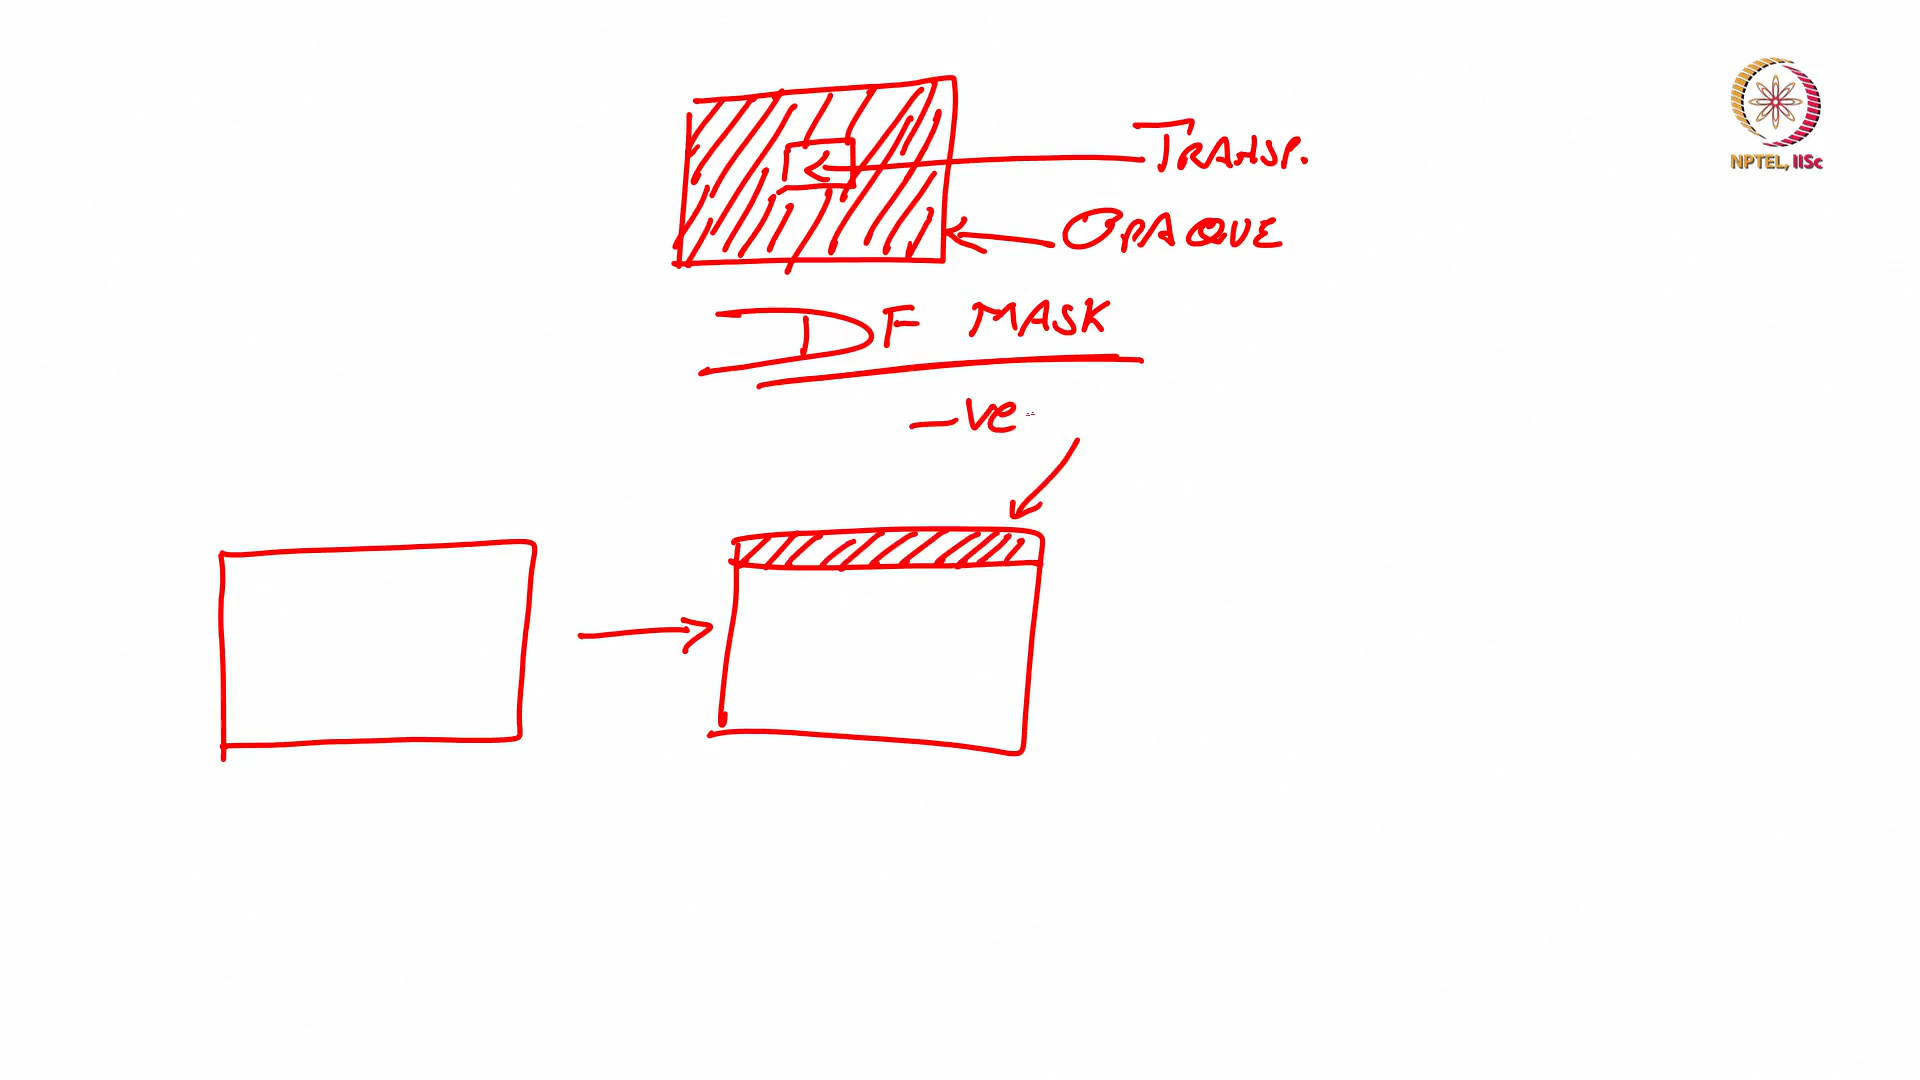 TRANSP.
OPAQUE
DF MASK
-ve
NPTEL, IISc